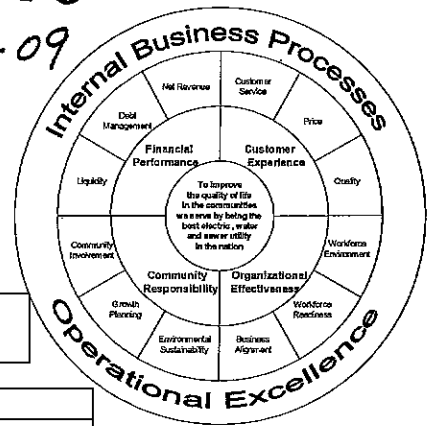 -09
Internal Business Processes
Net Revenue
Customer
Service
Debt
Management
Price
Financial
Performance
Customer
Experience
Liquidity
Quality
To improve
the quality of life
in the communities
we serve by being the
best electric, water
and sewer utility
in the nation
Community
Involvement
Workforce
Environment
Community
Responsibility
Organizational
Effectiveness
Growth
Planning
Workforce
Readiness
Environmental
Sustainability
Business
Alignment
Operational Excellence